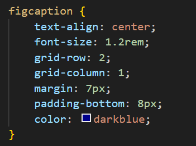 figcaption {
text-align: center;
font-size: 1.2rem;
grid-row: 2;
grid-column: 1;
margin: 7px;
padding-bottom: 8px;
color: darkblue;
}